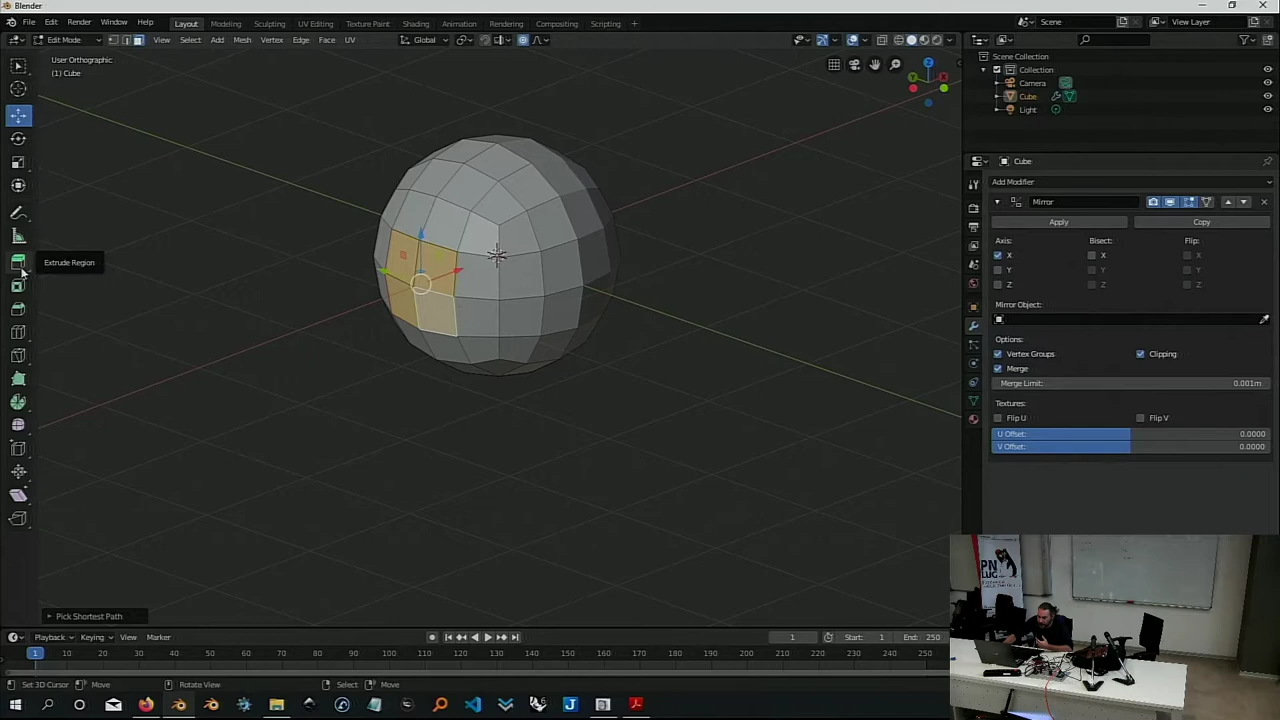 Blender
File Edit Render Window Help
Layout Modeling Sculpting UV Editing Texture Paint Shading Animation Rendering Compositing Scripting +
Scene
View Layer
Edit Mode
View Select Add Mesh Vertex Edge Face UV
Global
User Orthographic
(1) Cube
Z
Y
X
Scene Collection
Collection
Camera
Cube
Light
Cube
Add Modifier
Mirror
Apply
Copy
Axis: Bisect: Flip:
X X X
Y Y Y
Z Z Z
Mirror Object:
Options:
Vertex Groups
Clipping
Merge
Merge Limit: 0.001m
Textures:
Flip U
Flip V
U Offset: 0.0000
V Offset: 0.0000
Extrude Region
Pick Shortest Path
PN
LUG
Playback Keying View Marker
1
Start: 1
End: 250
1 10 20 30 40 50 60 70 80 90 100 110 120 130 140 150 160 170 180 190 200 210 220 230 240 250
Set 3D Cursor
Move
Rotate View
Select
Move